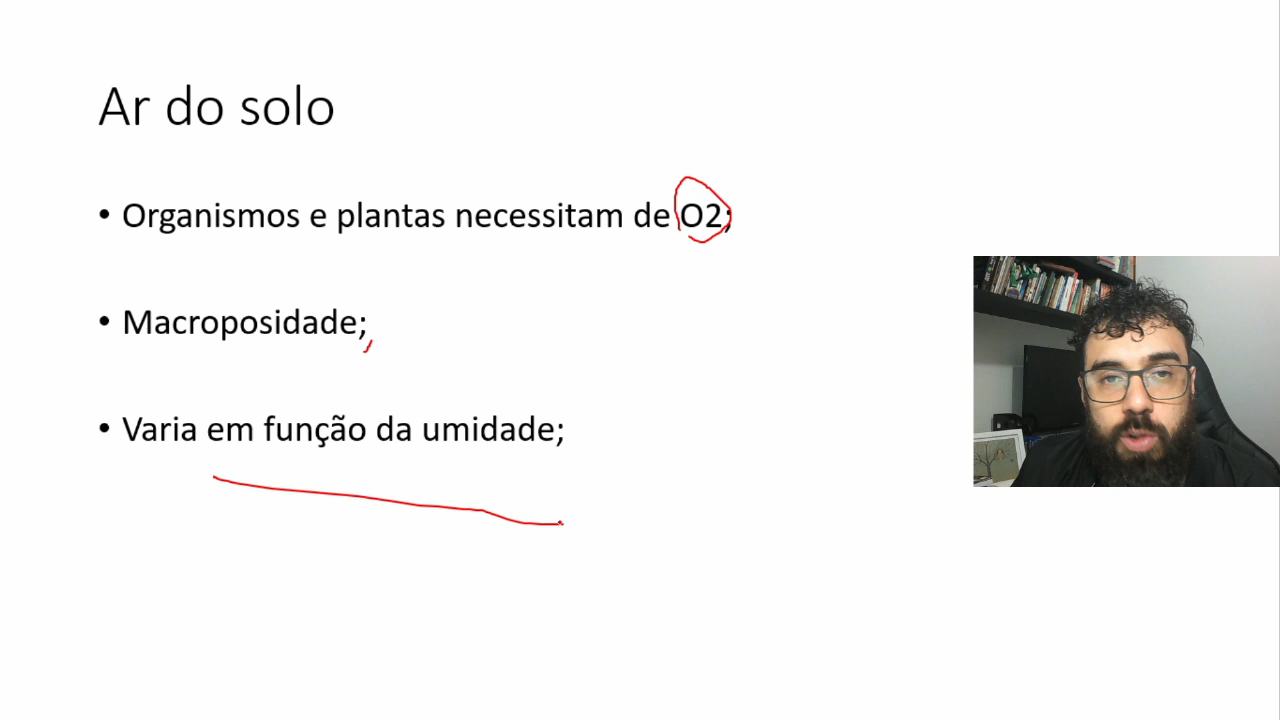 Ar do solo
• Organismos e plantas necessitam de O2;
• Macroposidade;
• Varia em função da umidade;